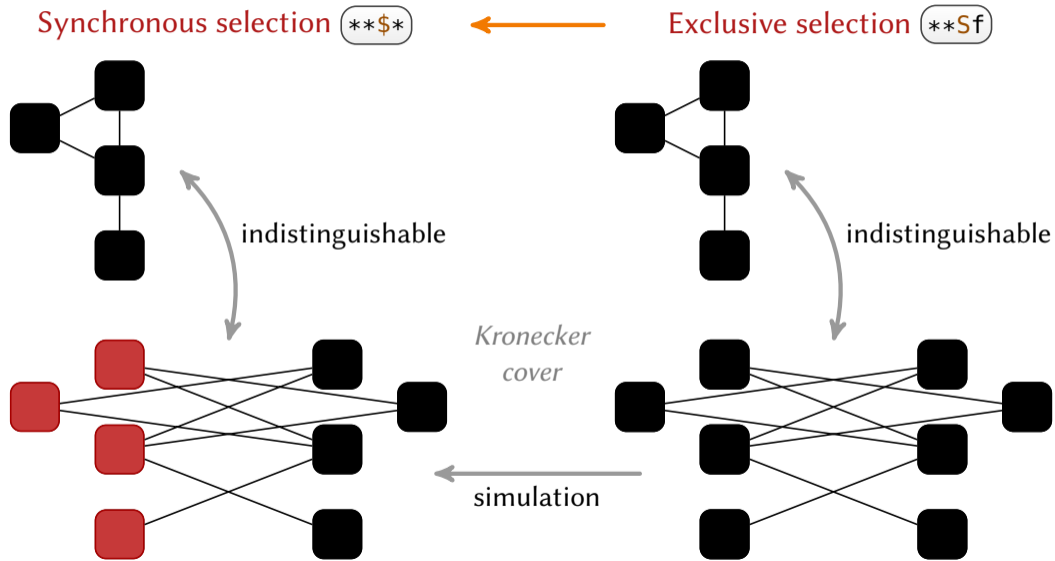 Synchronous selection **$*
Exclusive selection **Sf
indistinguishable
indistinguishable
Kronecker
cover
simulation